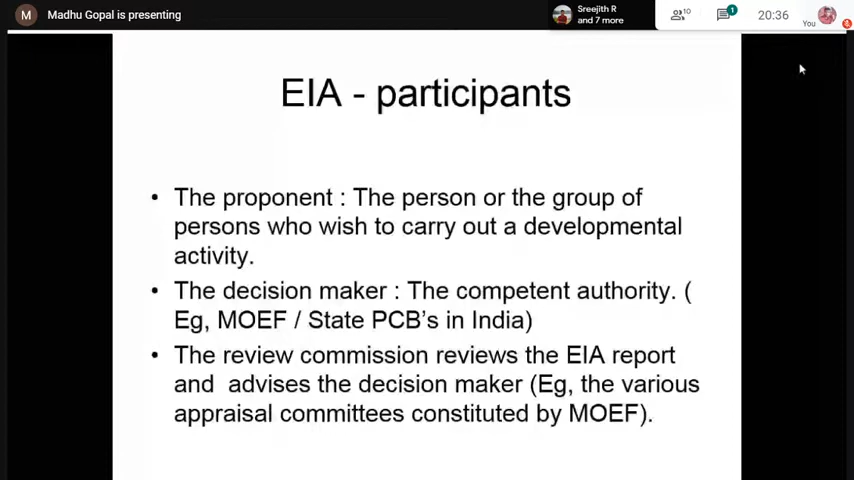 M Madhu Gopal is presenting
Sreejith R
and 7 more
10
1
20:36
You
EIA - participants
• The proponent : The person or the group of
persons who wish to carry out a developmental
activity.
• The decision maker : The competent authority. (
Eg, MOEF / State PCB's in India)
• The review commission reviews the EIA report
and advises the decision maker (Eg, the various
appraisal committees constituted by MOEF).